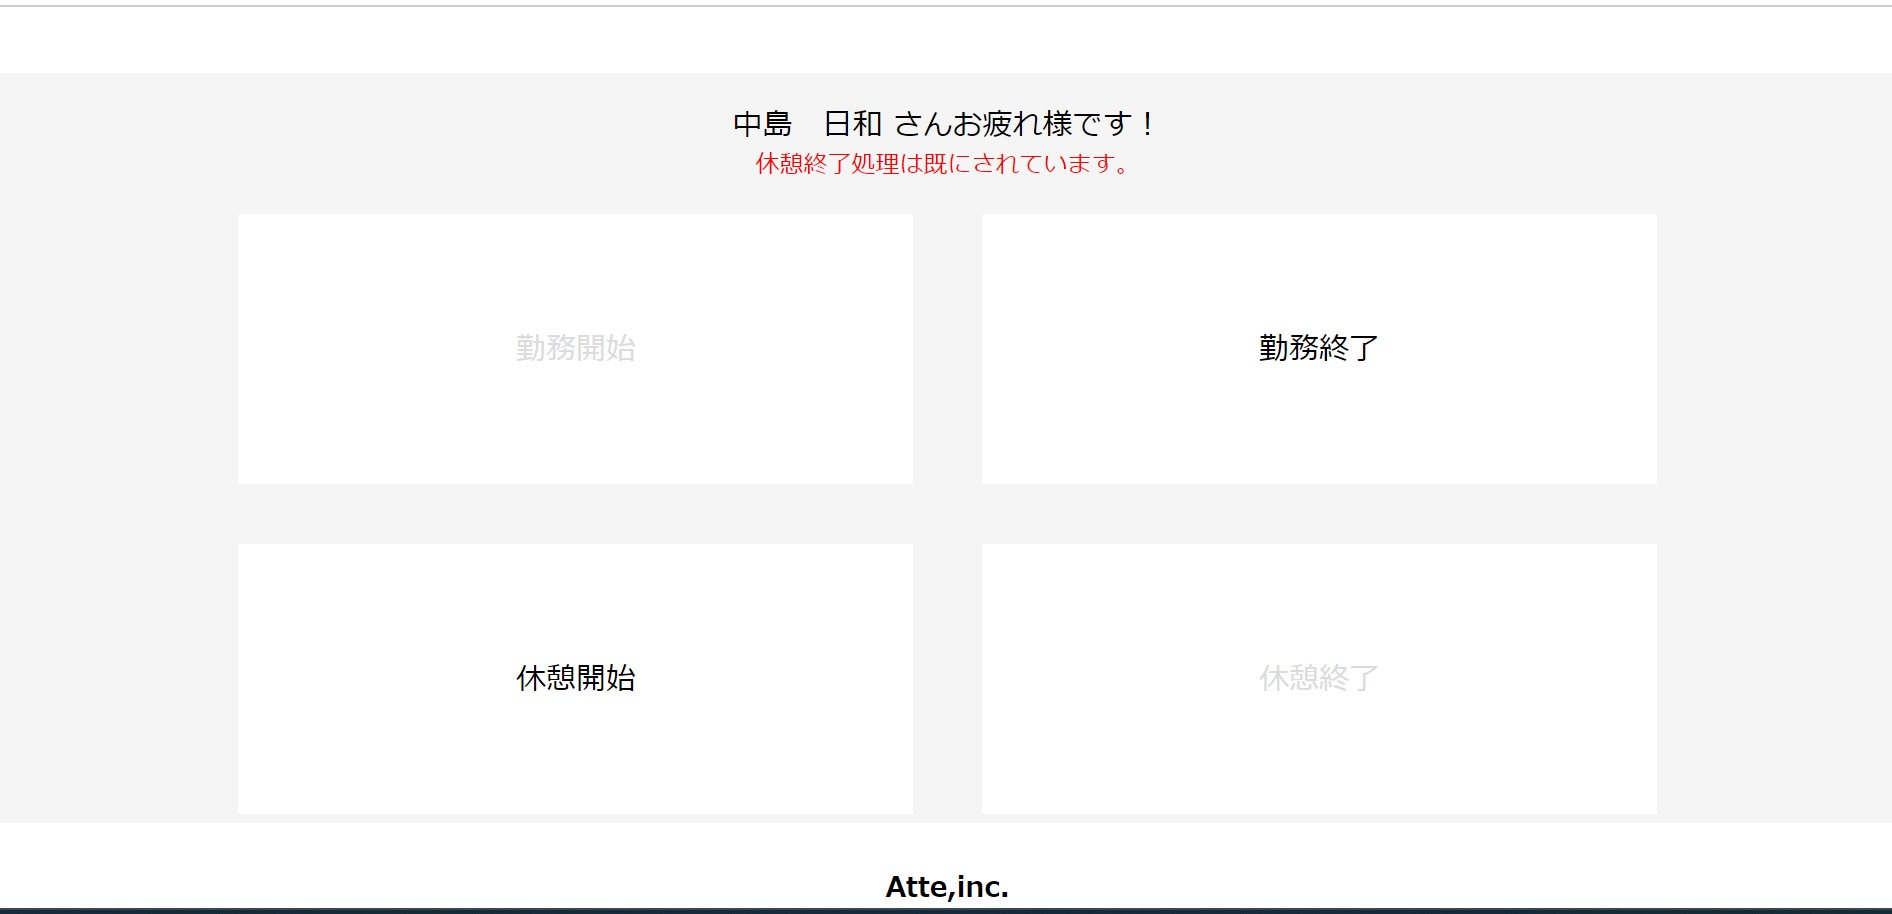 中島　日和 さんお疲れ様です！
休憩終了処理は既にされています。
勤務開始
勤務終了
休憩開始
休憩終了
Atte,inc.